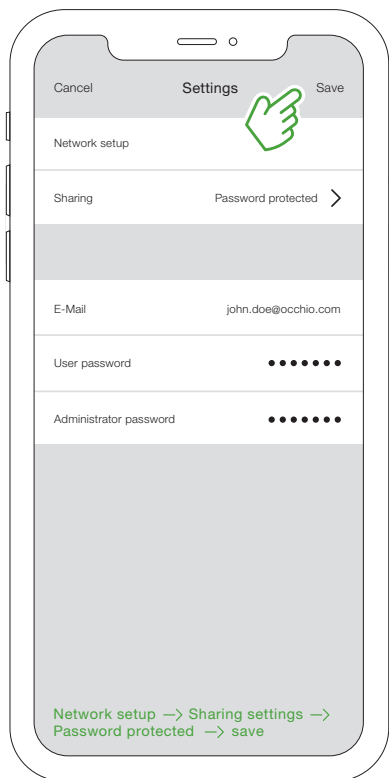 Cancel Settings Save
Network setup
Sharing Password protected
E-Mail john.doe@occhio.com
User password •••••••
Administrator password •••••••
Network setup —> Sharing settings —>
Password protected —> save